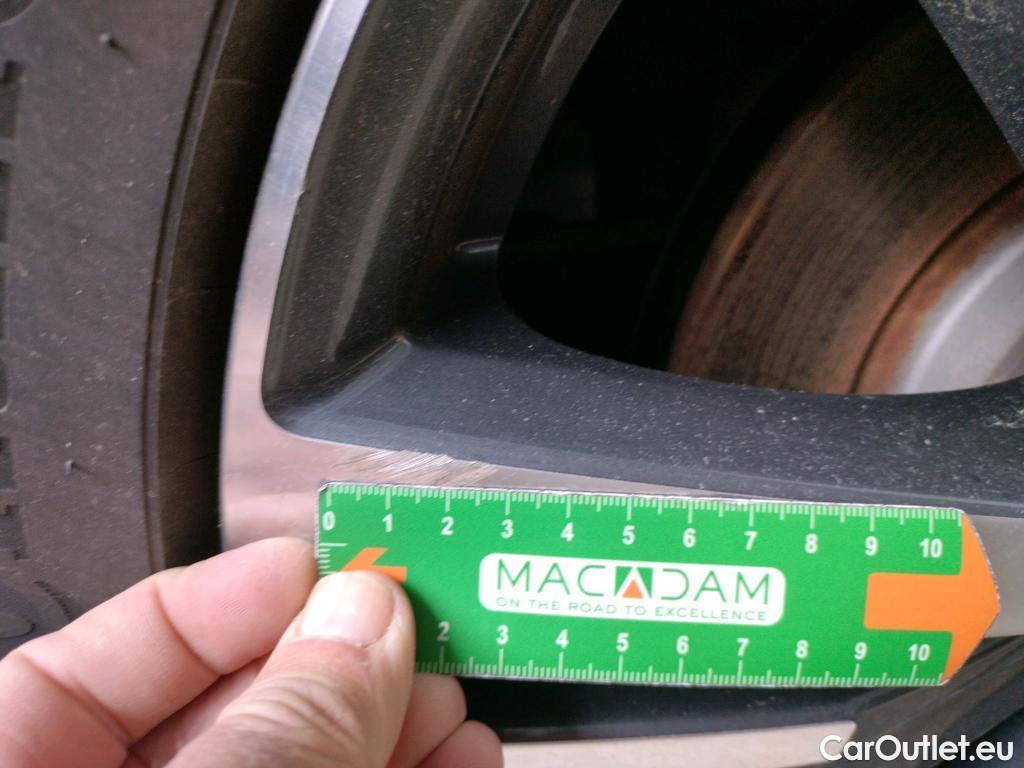 0 1 2 3 4 5 6 7 8 9 10
MACADAM
ON THE ROAD TO EXCELLENCE
2 3 4 5 6 7 8 9 10
CarOutlet.eu